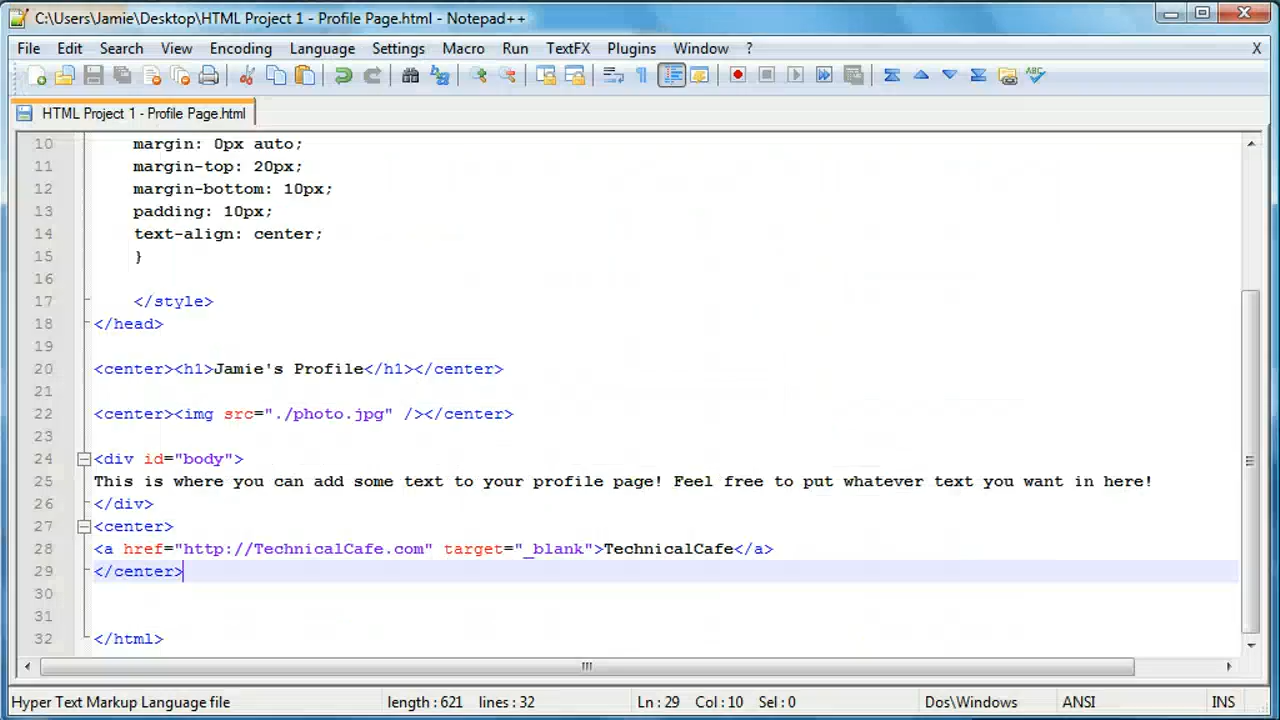 C:\Users\Jamie\Desktop\HTML Project 1 - Profile Page.html - Notepad++
File Edit Search View Encoding Language Settings Macro Run TextFX Plugins Window ? X
HTML Project 1 - Profile Page.html
10 margin: 0px auto;
11 margin-top: 20px;
12 margin-bottom: 10px;
13 padding: 10px;
14 text-align: center;
15 }
16
17 </style>
18 </head>
19
20 <center><h1>Jamie's Profile</h1></center>
21
22 <center><img src="./photo.jpg" /></center>
23
24 <div id="body">
25 This is where you can add some text to your profile page! Feel free to put whatever text you want in here!
26 </div>
27 <center>
28 <a href="http://TechnicalCafe.com" target="_blank">TechnicalCafe</a>
29 </center>
30
31
32 </html>
Hyper Text Markup Language file length : 621 lines : 32 Ln : 29 Col : 10 Sel : 0 Dos\Windows ANSI INS